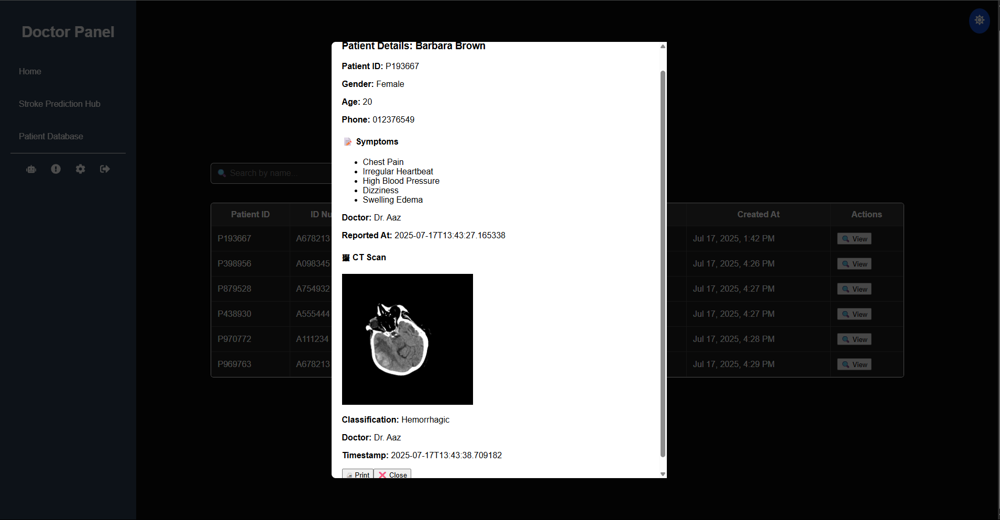 Doctor Panel
Home
Stroke Prediction Hub
Patient Database
Search by name...
Patient ID ID Nu Created At Actions
P193667 A678213 Jul 17, 2025, 1:42 PM View
P398956 A098345 Jul 17, 2025, 4:26 PM View
P879528 A754932 Jul 17, 2025, 4:27 PM View
P438930 A555444 Jul 17, 2025, 4:27 PM View
P970772 A111234 Jul 17, 2025, 4:28 PM View
P969763 A678213 Jul 17, 2025, 4:29 PM View
Patient Details: Barbara Brown
Patient ID: P193667
Gender: Female
Age: 20
Phone: 012376549
Symptoms
Chest Pain
Irregular Heartbeat
High Blood Pressure
Dizziness
Swelling Edema
Doctor: Dr. Aaz
Reported At: 2025-07-17T13:43:27.165338
CT Scan
Classification: Hemorrhagic
Doctor: Dr. Aaz
Timestamp: 2025-07-17T13:43:38.709182
Print Close